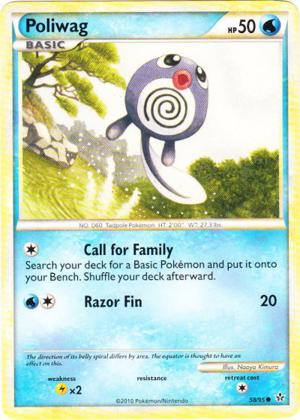 Poliwag
HP 50
BASIC
NO. 060 Tadpole Pokémon HT: 2'00" WT: 27.3 lbs.
Call for Family
Search your deck for a Basic Pokémon and put it onto
your Bench. Shuffle your deck afterward.
Razor Fin 20
Illus. Naoyo Kimura
The direction of its belly spiral differs by area. The equator is thought to have an
effect on this.
weakness resistance retreat cost
×2
58/95
©2010 Pokémon/Nintendo